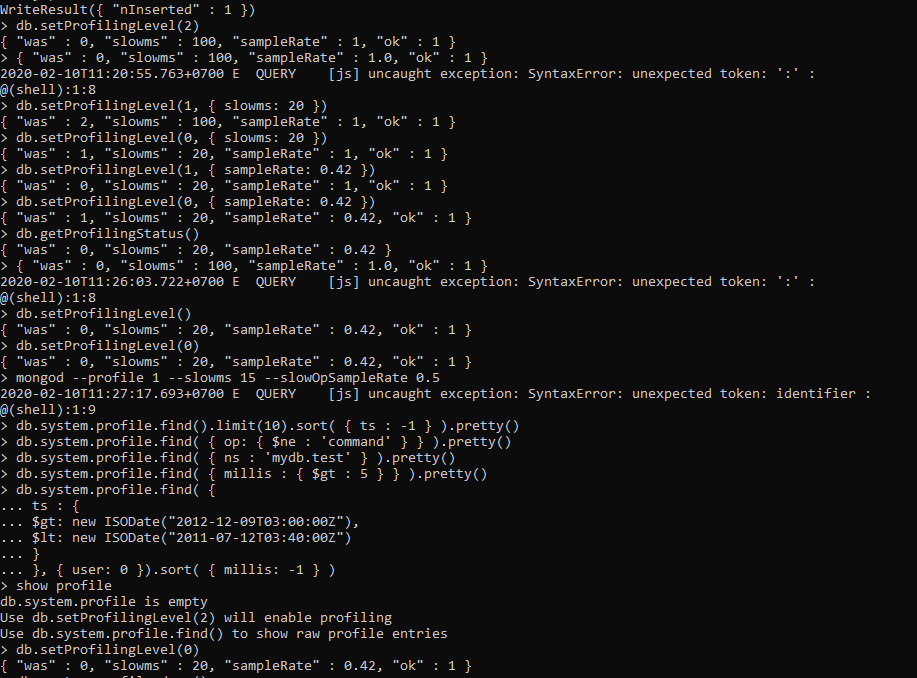 WriteResult({ "nInserted" : 1 })
> db.setProfilingLevel(2)
{ "was" : 0, "slowms" : 100, "sampleRate" : 1, "ok" : 1 }
> { "was" : 0, "slowms" : 100, "sampleRate" : 1.0, "ok" : 1 }
2020-02-10T11:20:55.763+0700 E  QUERY    [js] uncaught exception: SyntaxError: unexpected token: ':' :
@(shell):1:8
> db.setProfilingLevel(1, { slowms: 20 })
{ "was" : 2, "slowms" : 100, "sampleRate" : 1, "ok" : 1 }
> db.setProfilingLevel(0, { slowms: 20 })
{ "was" : 1, "slowms" : 20, "sampleRate" : 1, "ok" : 1 }
> db.setProfilingLevel(1, { sampleRate: 0.42 })
{ "was" : 0, "slowms" : 20, "sampleRate" : 1, "ok" : 1 }
> db.setProfilingLevel(0, { sampleRate: 0.42 })
{ "was" : 1, "slowms" : 20, "sampleRate" : 0.42, "ok" : 1 }
> db.getProfilingStatus()
{ "was" : 0, "slowms" : 20, "sampleRate" : 0.42 }
> { "was" : 0, "slowms" : 100, "sampleRate" : 1.0, "ok" : 1 }
2020-02-10T11:26:03.722+0700 E  QUERY    [js] uncaught exception: SyntaxError: unexpected token: ':' :
@(shell):1:8
> db.setProfilingLevel()
{ "was" : 0, "slowms" : 20, "sampleRate" : 0.42, "ok" : 1 }
> db.setProfilingLevel(0)
{ "was" : 0, "slowms" : 20, "sampleRate" : 0.42, "ok" : 1 }
> mongod --profile 1 --slowms 15 --slowOpSampleRate 0.5
2020-02-10T11:27:17.693+0700 E  QUERY    [js] uncaught exception: SyntaxError: unexpected token: identifier :
@(shell):1:9
> db.system.profile.find().limit(10).sort( { ts : -1 } ).pretty()
> db.system.profile.find( { op: { $ne : 'command' } } ).pretty()
> db.system.profile.find( { ns : 'mydb.test' } ).pretty()
> db.system.profile.find( { millis : { $gt : 5 } } ).pretty()
> db.system.profile.find( {
... ts : {
... $gt: new ISODate("2012-12-09T03:00:00Z"),
... $lt: new ISODate("2011-07-12T03:40:00Z")
... }
... }, { user: 0 }).sort( { millis: -1 } )
> show profile
db.system.profile is empty
Use db.setProfilingLevel(2) will enable profiling
Use db.system.profile.find() to show raw profile entries
> db.setProfilingLevel(0)
{ "was" : 0, "slowms" : 20, "sampleRate" : 0.42, "ok" : 1 }